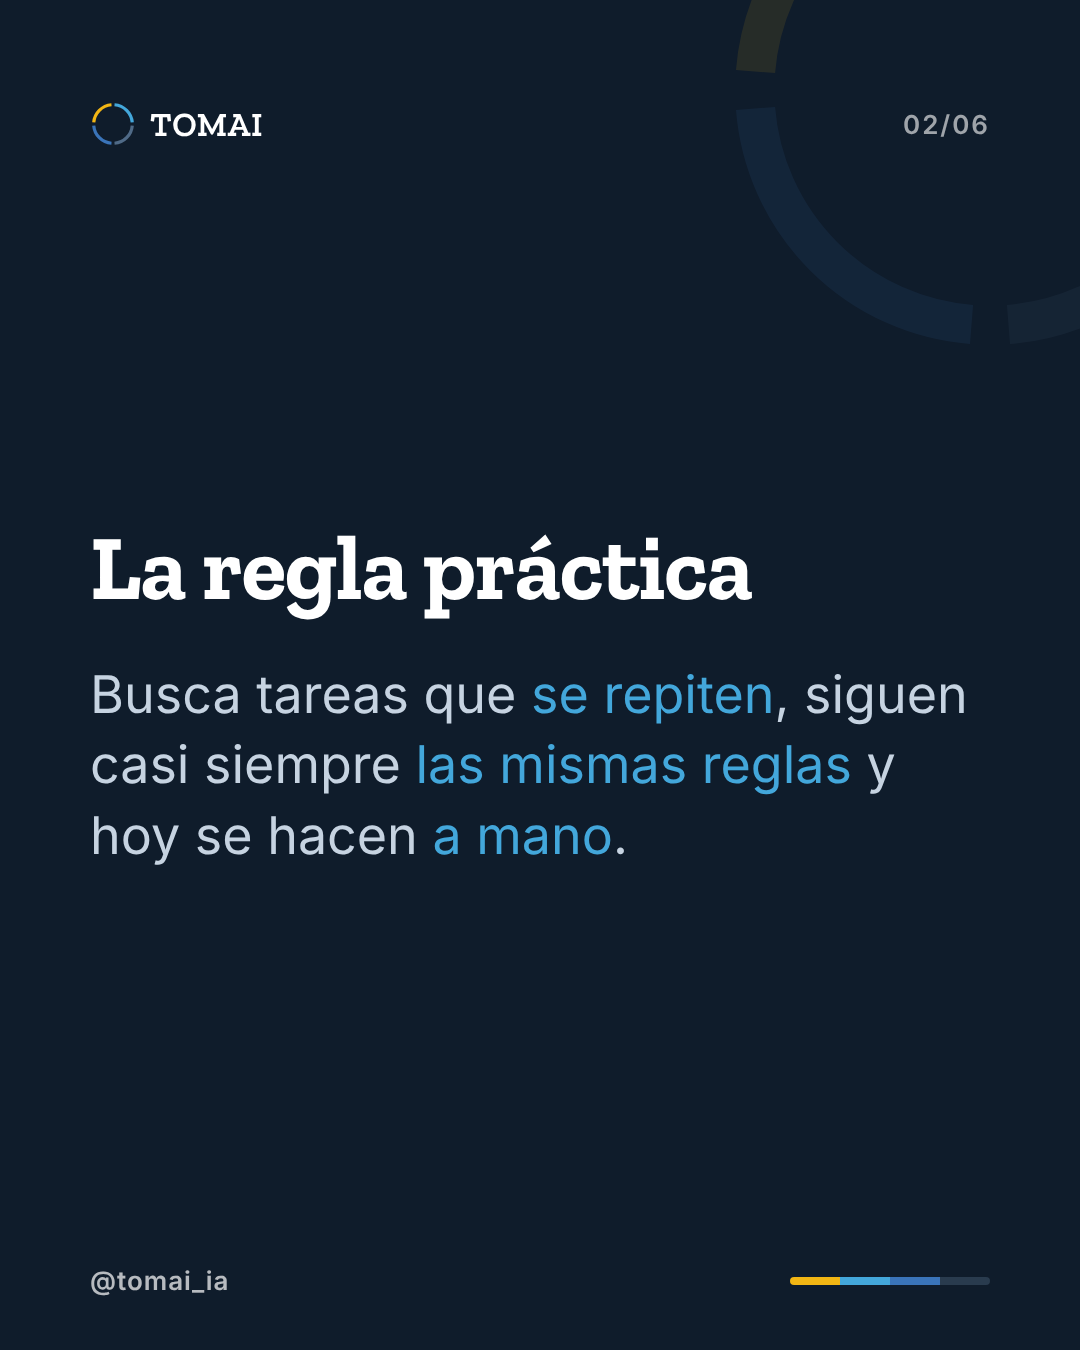 TOMAI
02/06
La regla práctica
Busca tareas que se repiten, siguen
casi siempre las mismas reglas y
hoy se hacen a mano.
@tomai_ia